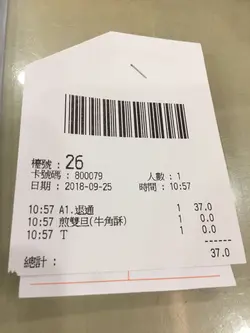 檯號：26
卡號碼：800079 人數：1
日期：2018-09-25 時間：10:57
10:57 A1.退通 1 37.0
10:57 煎雙旦(牛角酥) 1 0.0
10:57 T 1 0.0
------
總計： 37.0